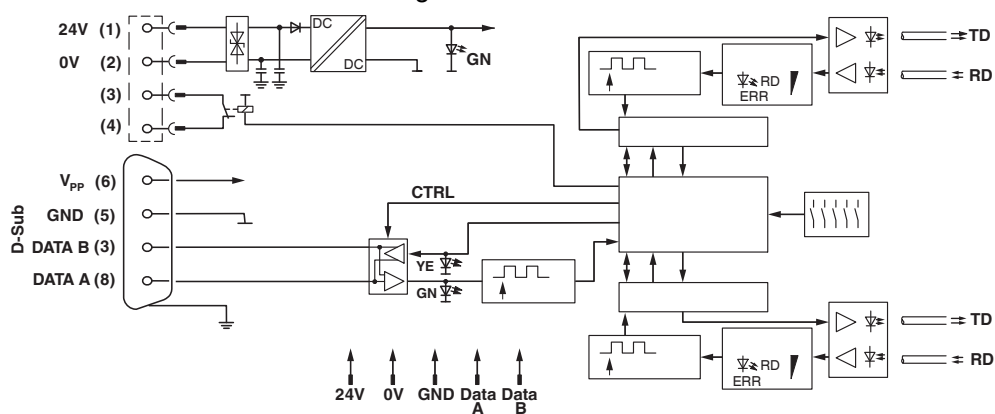 24V (1)
0V (2)
(3)
(4)
DC
DC
GN
D-Sub
VPP (6)
GND (5)
DATA B (3)
DATA A (8)
CTRL
YE
GN
RD
ERR
TD
RD
RD
ERR
TD
RD
24V 0V GND Data A Data B